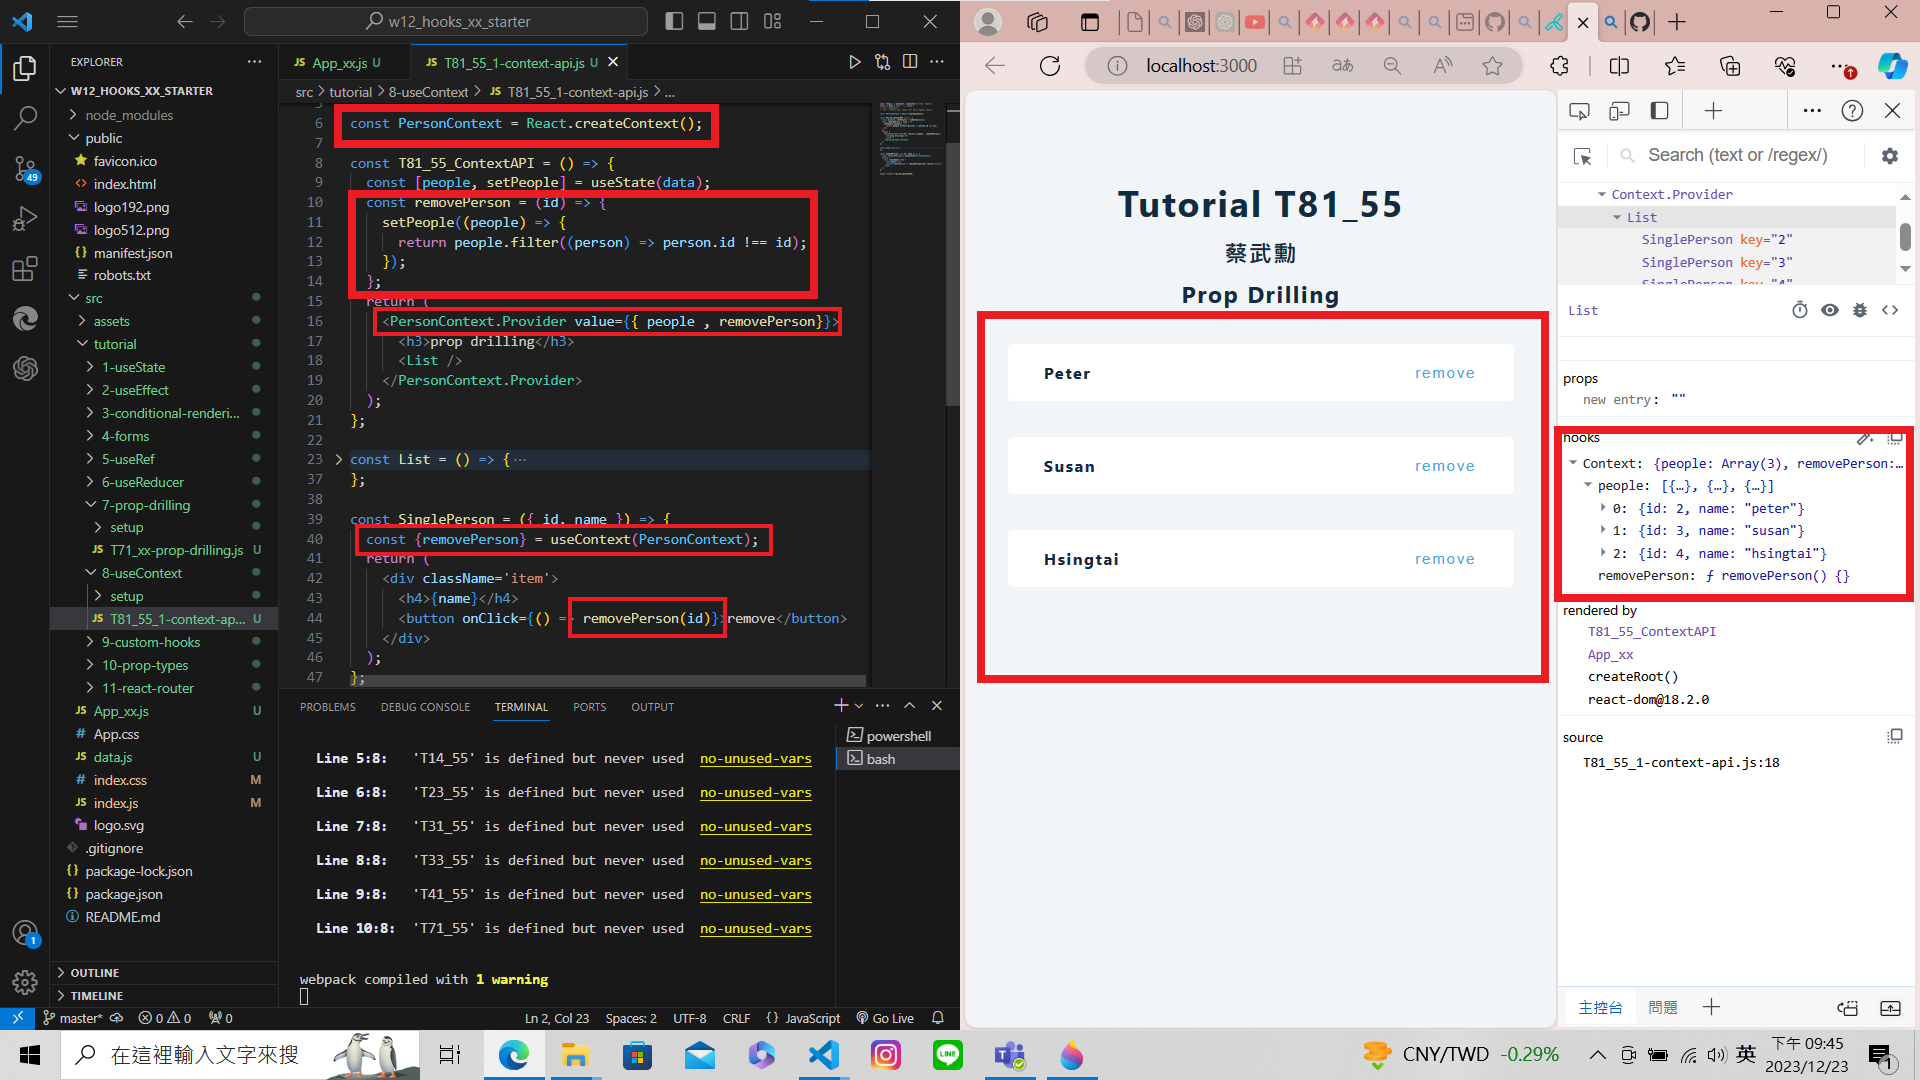 w12_hooks_xx_starter
EXPLORER
W12_HOOKS_XX_STARTER
node_modules
public
favicon.ico
index.html
logo192.png
logo512.png
manifest.json
robots.txt
src
assets
tutorial
1-useState
2-useEffect
3-conditional-renderi...
4-forms
5-useRef
6-useReducer
7-prop-drilling
setup
T71_xx-prop-drilling.js U
8-useContext
setup
T81_55_1-context-ap... U
9-custom-hooks
10-prop-types
11-react-router
App_xx.js U
App.css
data.js U
index.css M
index.js M
logo.svg
.gitignore
package-lock.json
package.json
README.md
OUTLINE
TIMELINE
49
1
JS App_xx.js U
JS T81_55_1-context-api.js U
src > tutorial > 8-useContext > JS T81_55_1-context-api.js > ...
5
6 const PersonContext = React.createContext();
7
8 const T81_55_ContextAPI = () => {
9 const [people, setPeople] = useState(data);
10 const removePerson = (id) => {
11 setPeople((people) => {
12 return people.filter((person) => person.id !== id);
13 });
14 };
15 return (
16 <PersonContext.Provider value={{ people , removePerson}}>
17 <h3>prop drilling</h3>
18 <List />
19 </PersonContext.Provider>
20 );
21 };
22
23 const List = () => { ...
37 };
38
39 const SinglePerson = ({ id, name }) => {
40 const {removePerson} = useContext(PersonContext);
41 return (
42 <div className='item'>
43 <h4>{name}</h4>
44 <button onClick={() => removePerson(id)}>remove</button>
45 </div>
46 );
47 };
PROBLEMS DEBUG CONSOLE TERMINAL PORTS OUTPUT
powershell
bash
Line 5:8: 'T14_55' is defined but never used no-unused-vars
Line 6:8: 'T23_55' is defined but never used no-unused-vars
Line 7:8: 'T31_55' is defined but never used no-unused-vars
Line 8:8: 'T33_55' is defined but never used no-unused-vars
Line 9:8: 'T41_55' is defined but never used no-unused-vars
Line 10:8: 'T71_55' is defined but never used no-unused-vars
webpack compiled with 1 warning
master* 0 0 0 Ln 2, Col 23 Spaces: 2 UTF-8 CRLF {} JavaScript Go Live
localhost:3000
Tutorial T81_55
蔡武勳
Prop Drilling
Peter remove
Susan remove
Hsingtai remove
Search (text or /regex/)
Context.Provider
List
SinglePerson key="2"
SinglePerson key="3"
SinglePerson key="4"
List
props
new entry: ""
hooks
Context: {people: Array(3), removePerson:...
people: [{…}, {…}, {…}]
0: {id: 2, name: "peter"}
1: {id: 3, name: "susan"}
2: {id: 4, name: "hsingtai"}
removePerson: ƒ removePerson() {}
rendered by
T81_55_ContextAPI
App_xx
createRoot()
react-dom@18.2.0
source
T81_55_1-context-api.js:18
主控台 問題
在這裡輸入文字來搜
LINE
CNY/TWD -0.29%
英
下午 09:45
2023/12/23
1